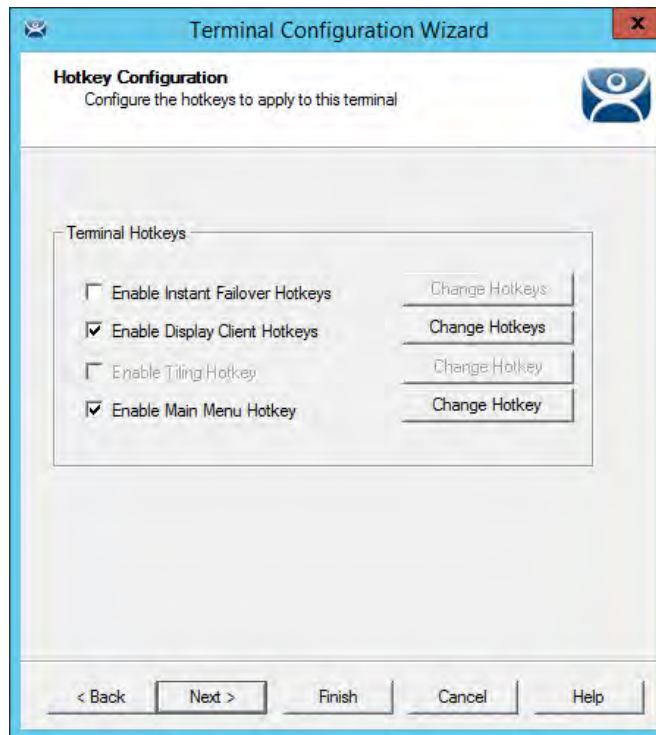 Terminal Configuration Wizard
x
Hotkey Configuration
Configure the hotkeys to apply to this terminal
Terminal Hotkeys
Enable Instant Failover Hotkeys Change Hotkeys
Enable Display Client Hotkeys Change Hotkeys
Enable Tiling Hotkey Change Hotkey
Enable Main Menu Hotkey Change Hotkey
< Back Next > Finish Cancel Help